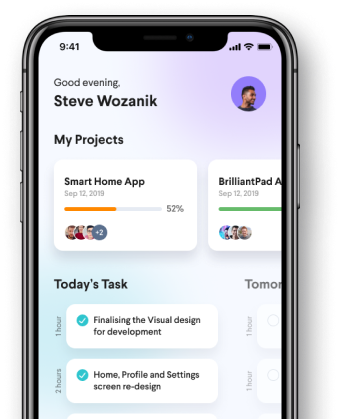 9:41
Good evening,
Steve Wozanik
My Projects
Smart Home App
Sep 12, 2019
52%
+2
BrilliantPad A
Sep 12, 2019
Today's Task
Tomor
1 hour
Finalising the Visual design
for development
1 hour
2 hours
Home, Profile and Settings
screen re-design
1 hour